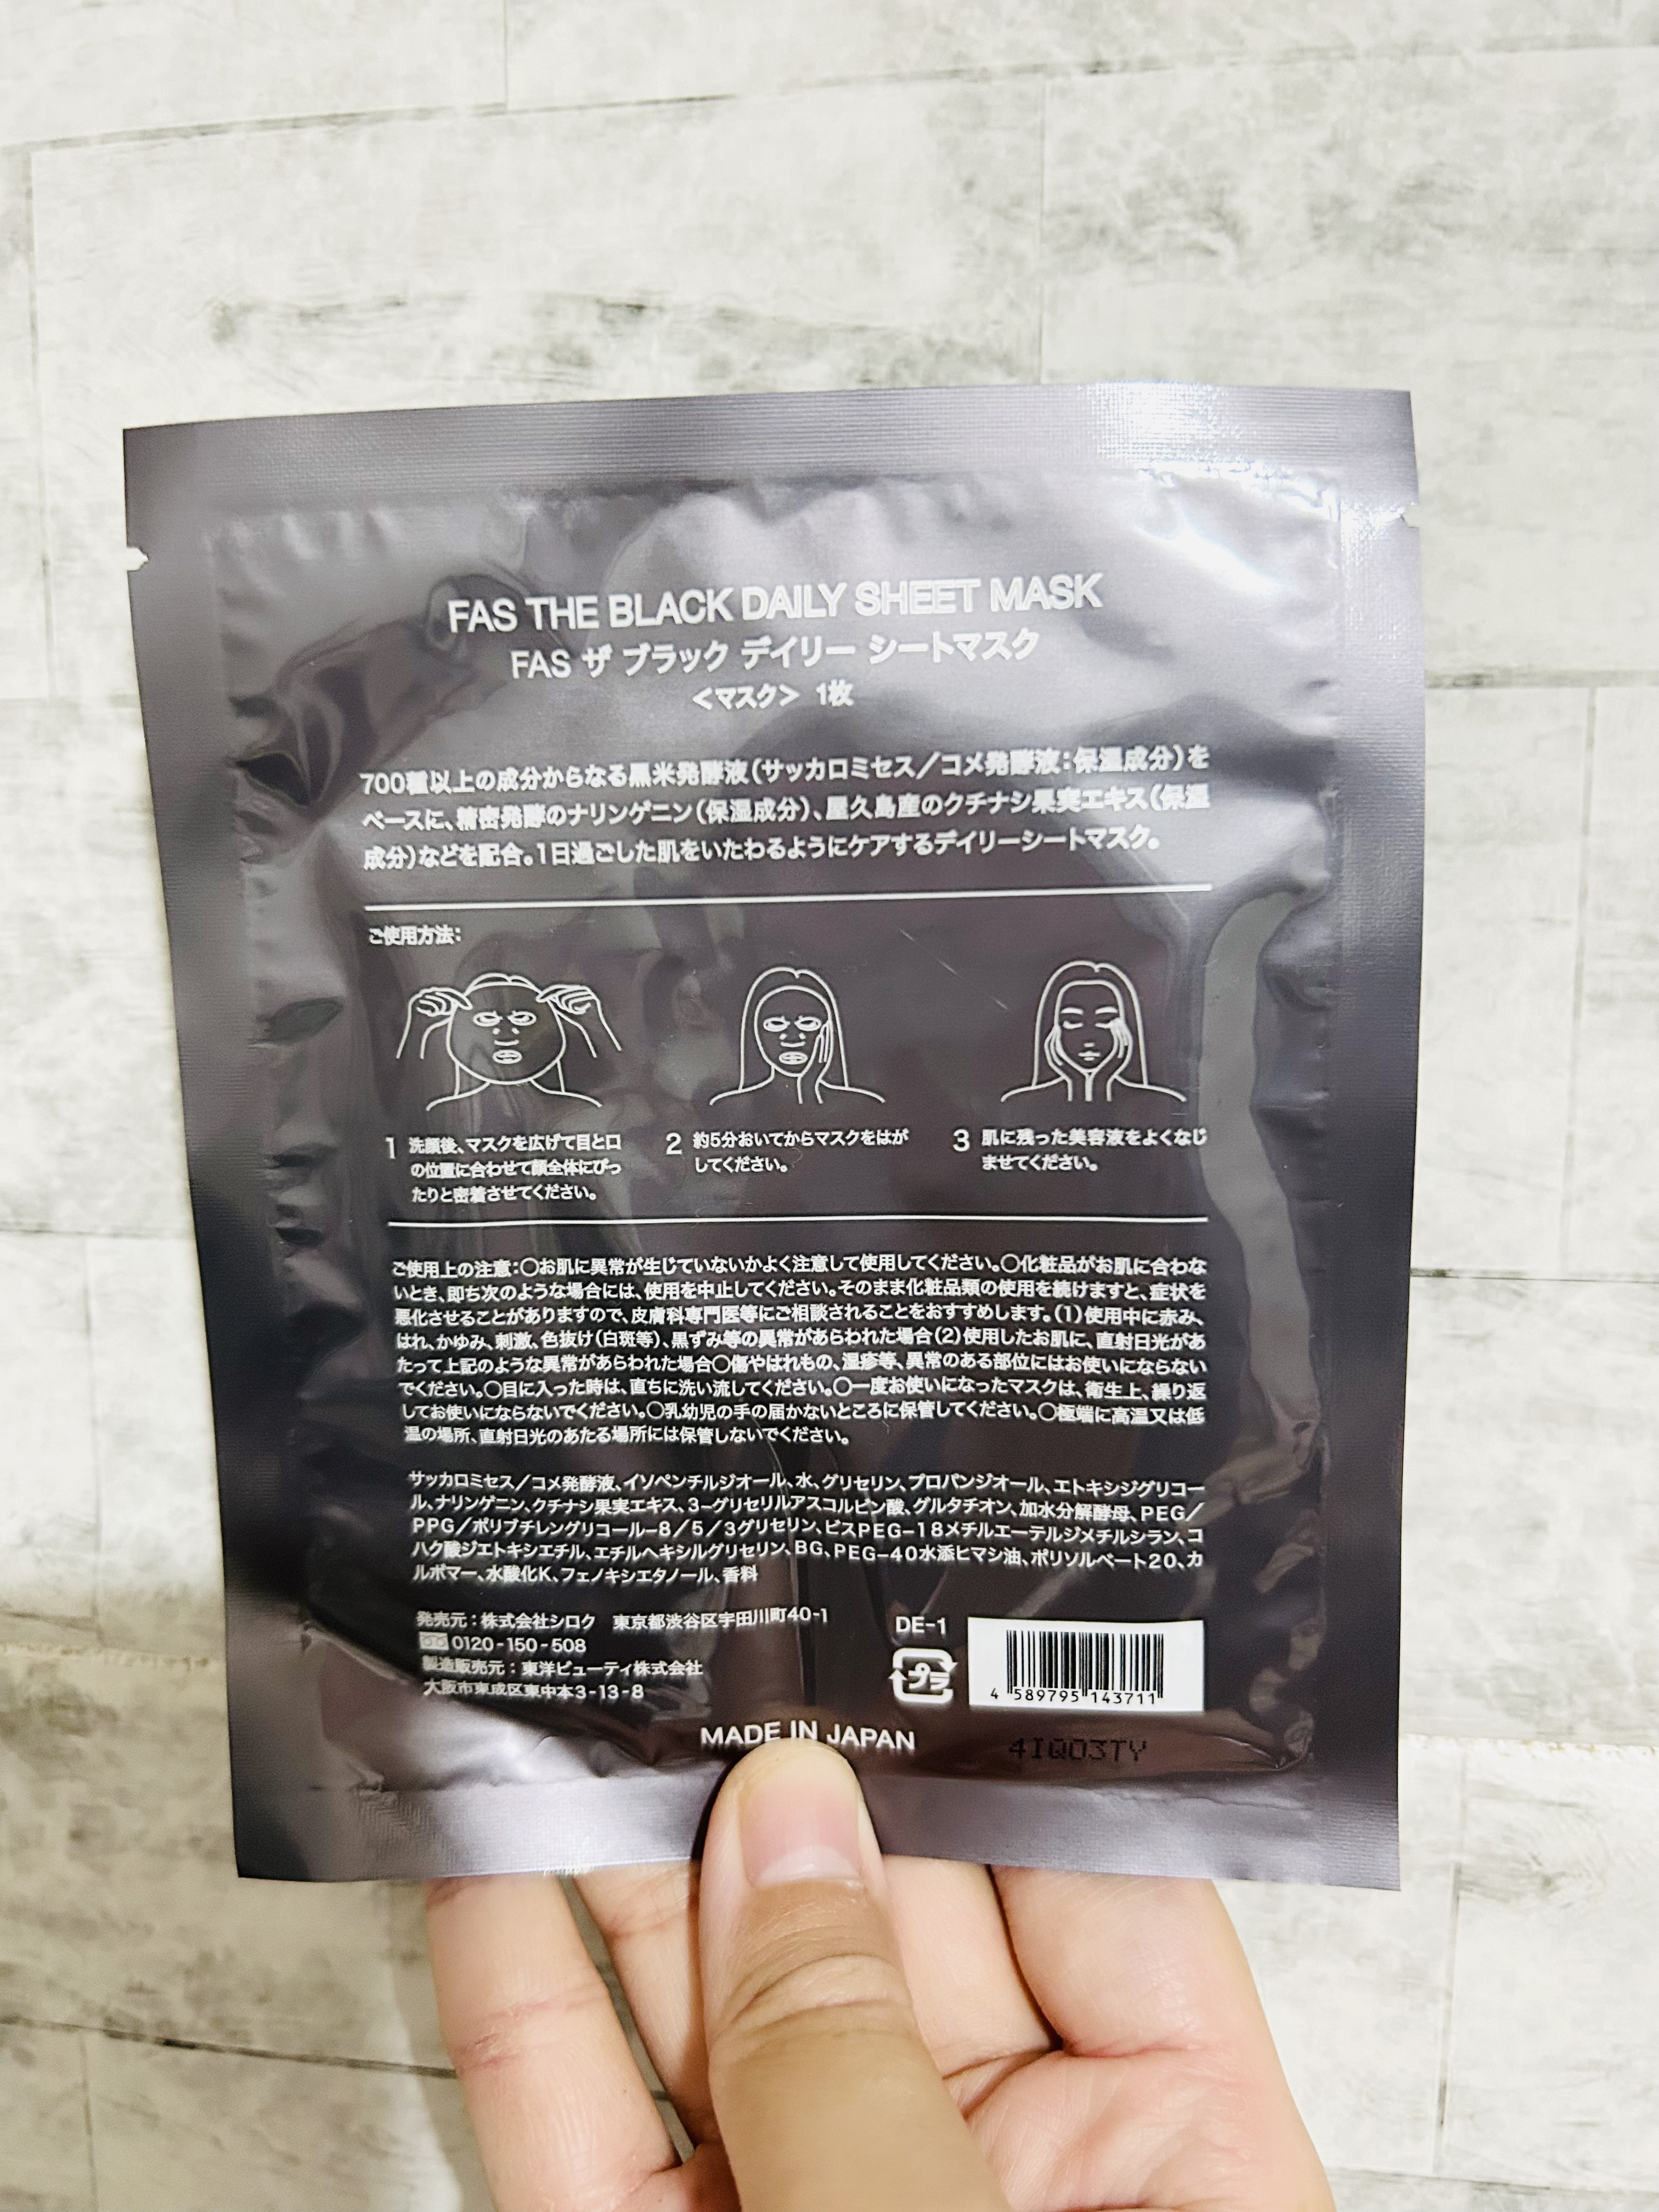 FAS THE BLACK DAILY SHEET MASK
FAS ザ ブラック デイリー シートマスク
＜マスク＞ 1枚
700種以上の成分からなる黒米発酵液(サッカロミセス／コメ発酵液:保湿成分)を
ベースに、精密発酵のナリンゲニン(保湿成分)、屋久島産のクチナシ果実エキス(保湿
成分)などを配合。1日過ごした肌をいたわるようにケアするデイリーシートマスク。
ご使用方法:
1 洗顔後、マスクを広げて目と口
の位置に合わせて顔全体にぴっ
たりと密着させてください。
2 約5分おいてからマスクをはが
してください。
3 肌に残った美容液をよくなじ
ませてください。
ご使用上の注意:○お肌に異常が生じていないかよく注意して使用してください。○化粧品がお肌に合わな
いとき、即ち次のような場合には、使用を中止してください。そのまま化粧品類の使用を続けますと、症状を
悪化させることがありますので、皮膚科専門医等にご相談されることをおすすめします。(1)使用中に赤み、
はれ、かゆみ、刺激、色抜け(白斑等)、黒ずみ等の異常があらわれた場合(2)使用したお肌に、直射日光があ
たって上記のような異常があらわれた場合○傷やはれもの、湿疹等、異常のある部位にはお使いにならない
でください。○目に入った時は、直ちに洗い流してください。○一度お使いになったマスクは、衛生上、繰り返
してお使いにならないでください。○乳幼児の手の届かないところに保管してください。○極端に高温又は低
温の場所、直射日光のあたる場所には保管しないでください。
サッカロミセス／コメ発酵液、イソペンチルジオール、水、グリセリン、プロパンジオール、エトキシジグリコー
ル、ナリンゲニン、クチナシ果実エキス、3-グリセリルアスコルビン酸、グルタチオン、加水分解酵母、PEG／
PPG／ポリブチレングリコール-8／5／3グリセリン、ビスPEG-18メチルエーテルジメチルシラン、コ
ハク酸ジエトキシエチル、エチルヘキシルグリセリン、BG、PEG-40水添ヒマシ油、ポリソルベート20、カ
ルボマー、水酸化K、フェノキシエタノール、香料
発売元：株式会社シロク 東京都渋谷区宇田川町40-1
0120-150-508
製造販売元：東洋ビューティ株式会社
大阪市東成区東中本3-13-8
DE-1
プラ
4 589795 143711
MADE IN JAPAN
4IQ03TY